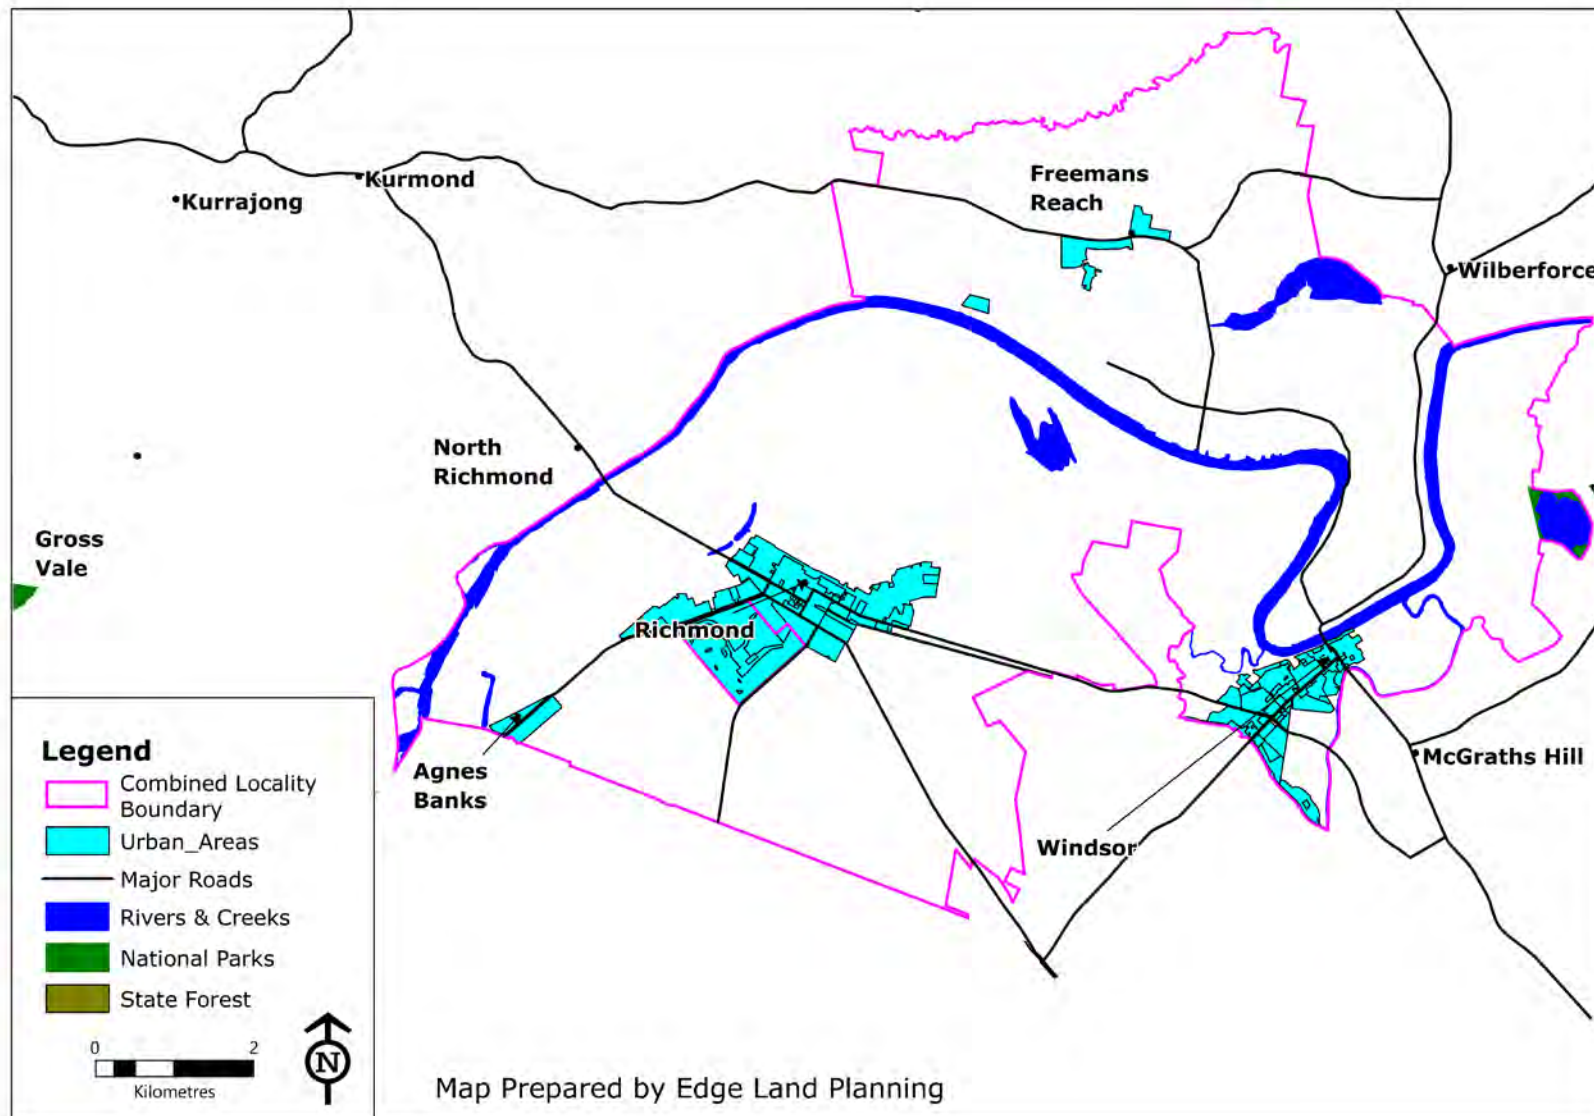 Freemans
Reach
Kurmond
Kurrajong
Wilberforce
North
Richmond
Gross
Vale
Richmond
Agnes
Banks
McGraths Hill
Windsor
Legend
Combined Locality
Boundary
Urban_Areas
Major Roads
Rivers & Creeks
National Parks
State Forest
0 2
Kilometres
N
Map Prepared by Edge Land Planning